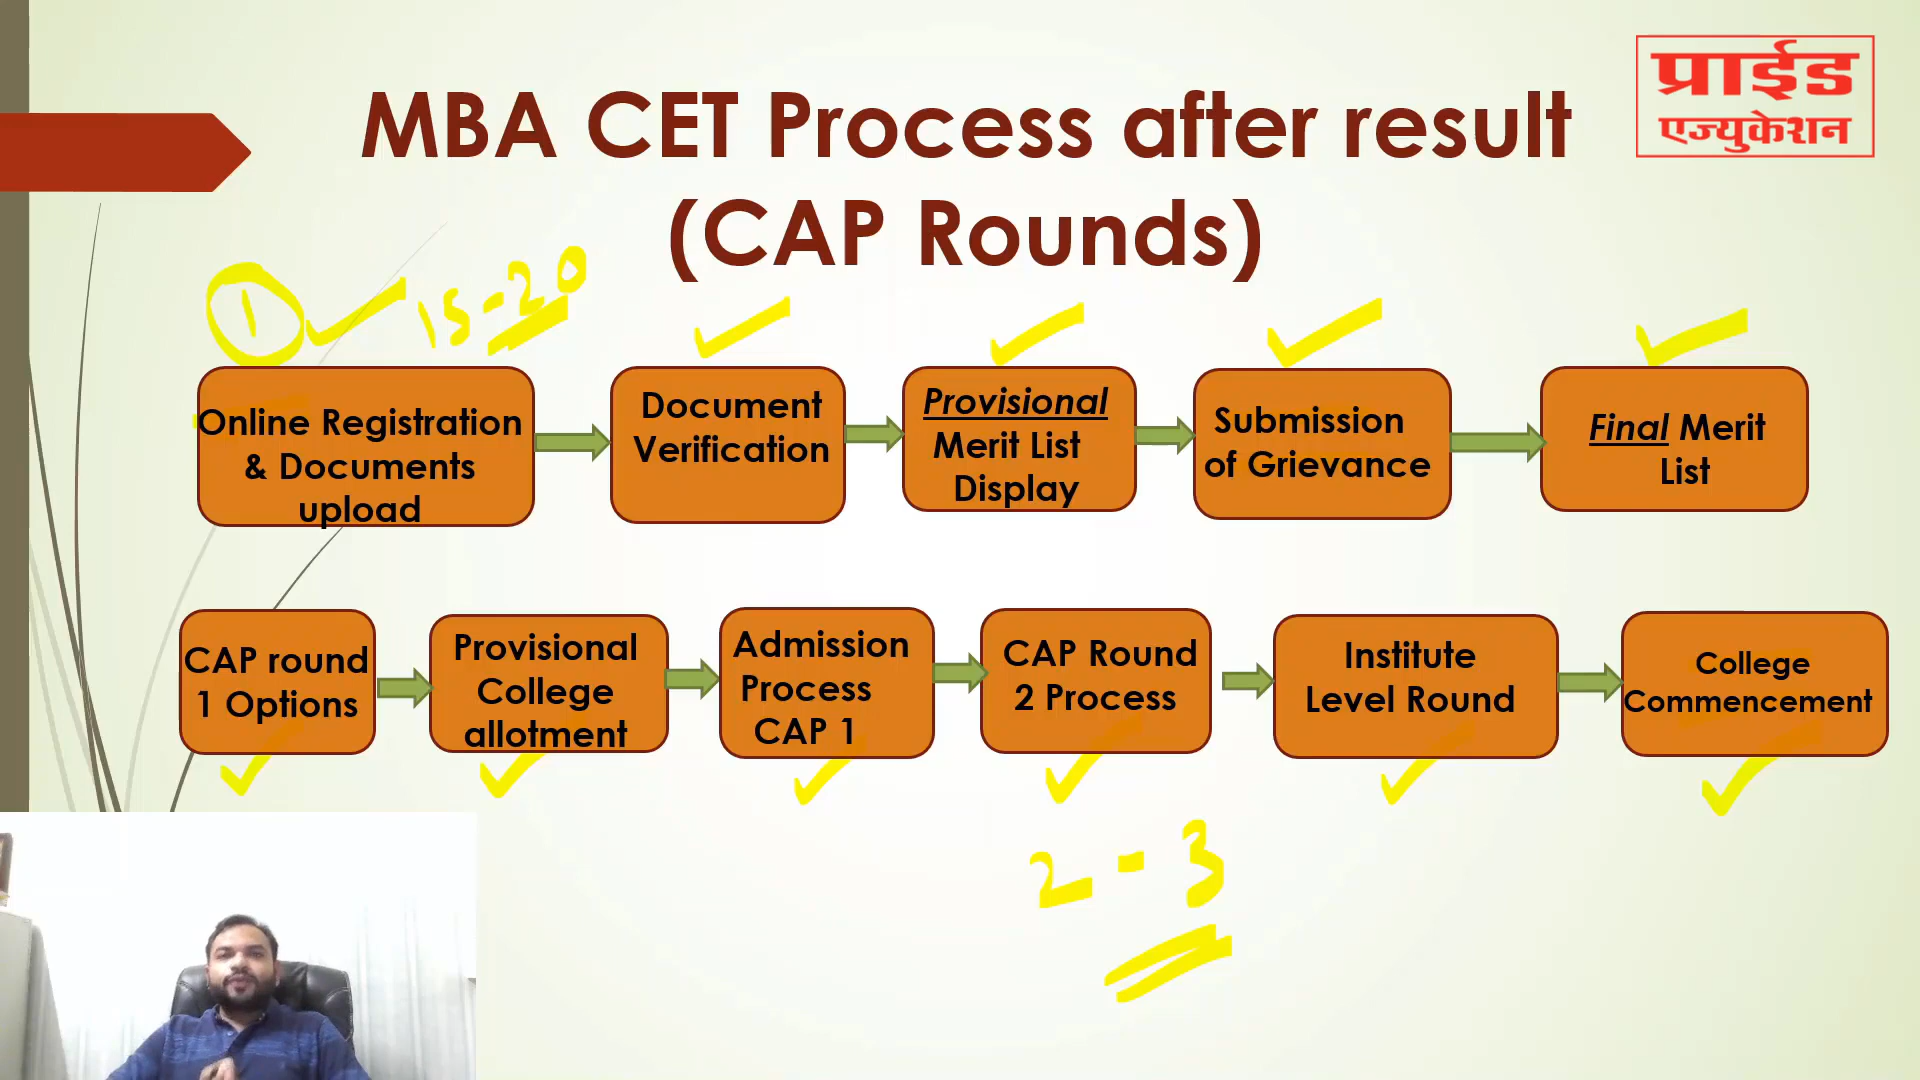 MBA CET Process after result
(CAP Rounds)
प्राईड
एज्युकेशन
1 15-20
Online Registration
& Documents
upload
Document
Verification
Provisional
Merit List
Display
Submission
of Grievance
Final Merit
List
CAP round
1 Options
Provisional
College
allotment
Admission
Process
CAP 1
CAP Round
2 Process
Institute
Level Round
College
Commencement
2 - 3